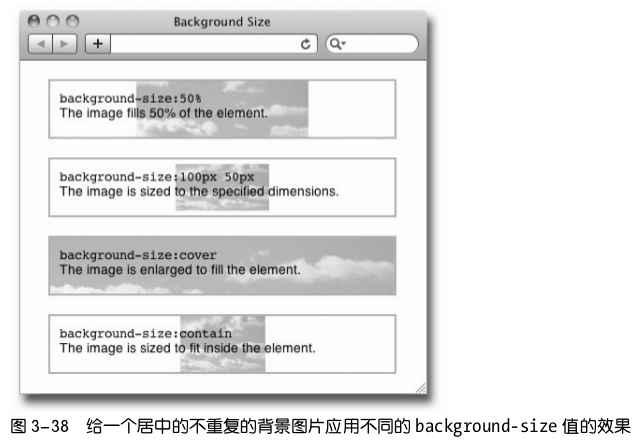 Background Size
background-size:50%
The image fills 50% of the element.
background-size:100px 50px
The image is sized to the specified dimensions.
background-size:cover
The image is enlarged to fill the element.
background-size:contain
The image is sized to fit inside the element.
图 3-38 给一个居中的不重复的背景图片应用不同的 background-size 值的效果